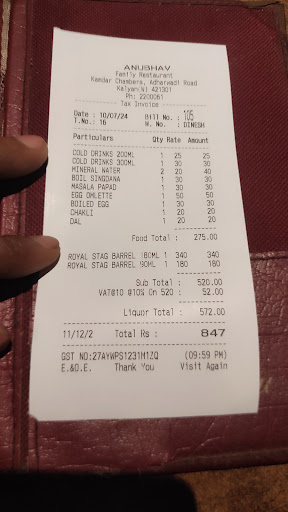 ANUBHAV
Family Restaurant
Kamdar Chambers, Adharwadi Road
Kalyan(W) 421301
Ph: 2200061
Tax Invoice
Date : 10/07/24 Bill No. : 105
T.No. : 16 W. No. : DINESH
Particulars Qty Rate Amount
COLD DRINKS 200ML 1 25 25
COLD DRINKS 300ML 1 30 30
MINERAL WATER 2 20 40
BOIL SINGDANA 1 30 30
MASALA PAPAD 1 30 30
EGG OMLETTE 1 50 50
BOILED EGG 1 30 30
CHAKLI 1 20 20
DAL 1 20 20
Food Total : 275.00
ROYAL STAG BARREL 180ML 1 340 340
ROYAL STAG BARREL 90ML 1 180 180
Sub Total : 520.00
VAT@10 @10% On 520 : 52.00
Liquor Total : 572.00
11/12/2 Total Rs : 847
GST NO:27AYWPS1231M1ZQ (09:59 PM)
E.&.O.E. Thank You Visit Again